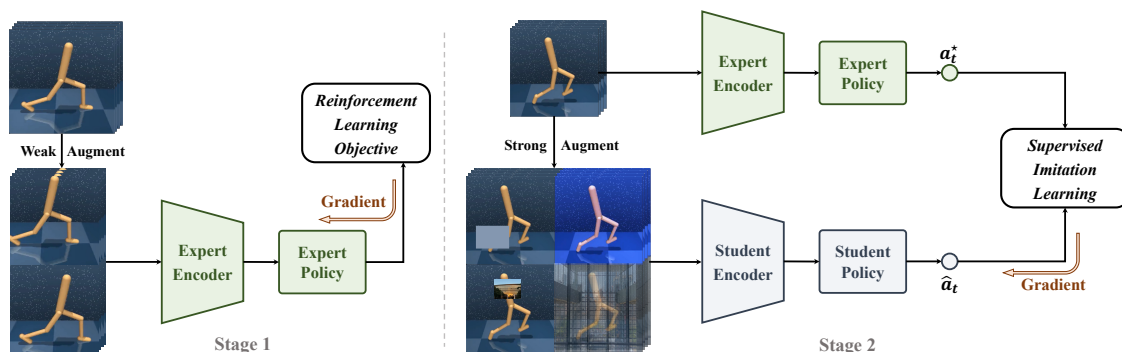 Weak Augment
Expert
Encoder
Expert
Policy
Reinforcement
Learning
Objective
Gradient
Stage 1
Strong Augment
Expert
Encoder
Expert
Policy
a*ₜ
Supervised
Imitation
Learning
Student
Encoder
Student
Policy
âₜ
Gradient
Stage 2